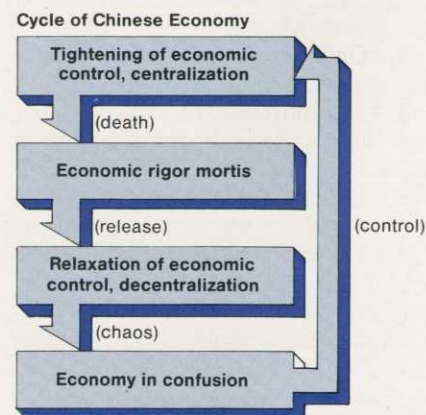 Cycle of Chinese Economy
Tightening of economic
control, centralization
(death)
Economic rigor mortis
(release)
(control)
Relaxation of economic
control, decentralization
(chaos)
Economy in confusion